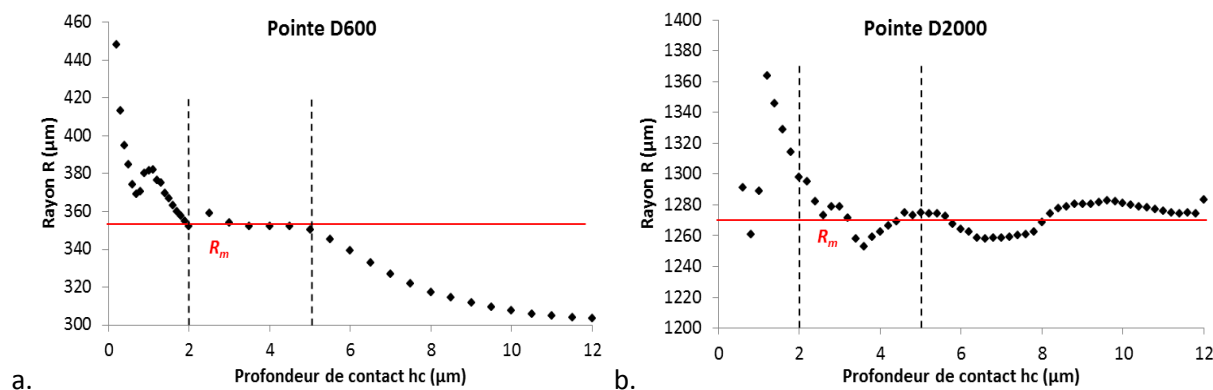 Pointe D600
Rayon R (µm)
460
440
420
400
380
360
340
320
300
R_m
0 2 4 6 8 10 12
Profondeur de contact hc (µm)
a.
Pointe D2000
Rayon R (µm)
1400
1380
1360
1340
1320
1300
1280
1260
1240
1220
1200
R_m
0 2 4 6 8 10 12
Profondeur de contact hc (µm)
b.